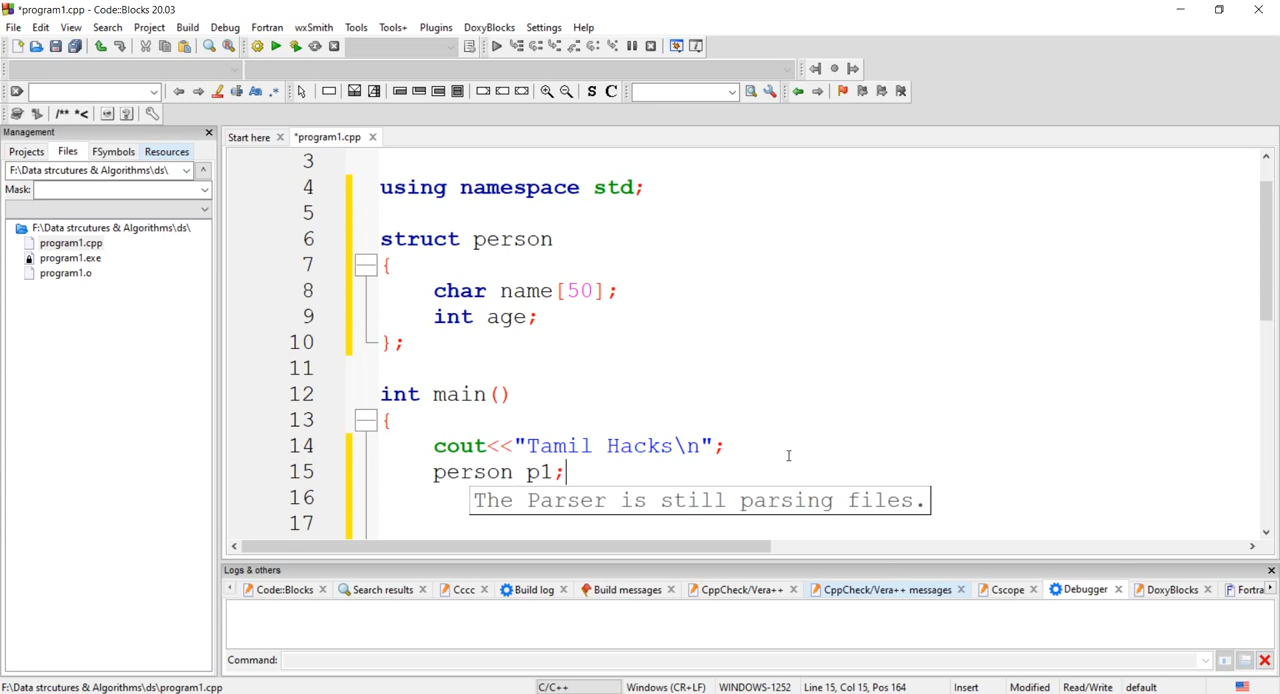 *program1.cpp - Code::Blocks 20.03
File Edit View Search Project Build Debug Fortran wxSmith Tools Tools+ Plugins DoxyBlocks Settings Help
/** *<
S C
Management
Projects Files FSymbols Resources
F:\Data strcutures & Algorithms\ds\
Mask:
F:\Data strcutures & Algorithms\ds\
program1.cpp
program1.exe
program1.o
Start here *program1.cpp
3
4 using namespace std;
5
6 struct person
7 {
8 char name[50];
9 int age;
10 };
11
12 int main()
13 {
14 cout<<"Tamil Hacks\n";
15 person p1;
16
The Parser is still parsing files.
17
Logs & others
Code::Blocks Search results Cccc Build log Build messages CppCheck/Vera++ CppCheck/Vera++ messages Cscope Debugger DoxyBlocks Fortra
Command:
F:\Data strcutures & Algorithms\ds\program1.cpp C/C++ Windows (CR+LF) WINDOWS-1252 Line 15, Col 15, Pos 164 Insert Modified Read/Write default